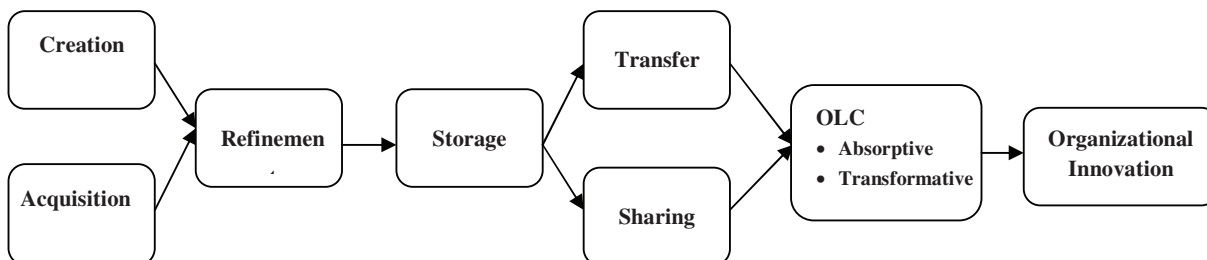 Creation
Acquisition
Refinemen
Storage
Transfer
Sharing
OLC
• Absorptive
• Transformative
Organizational
Innovation